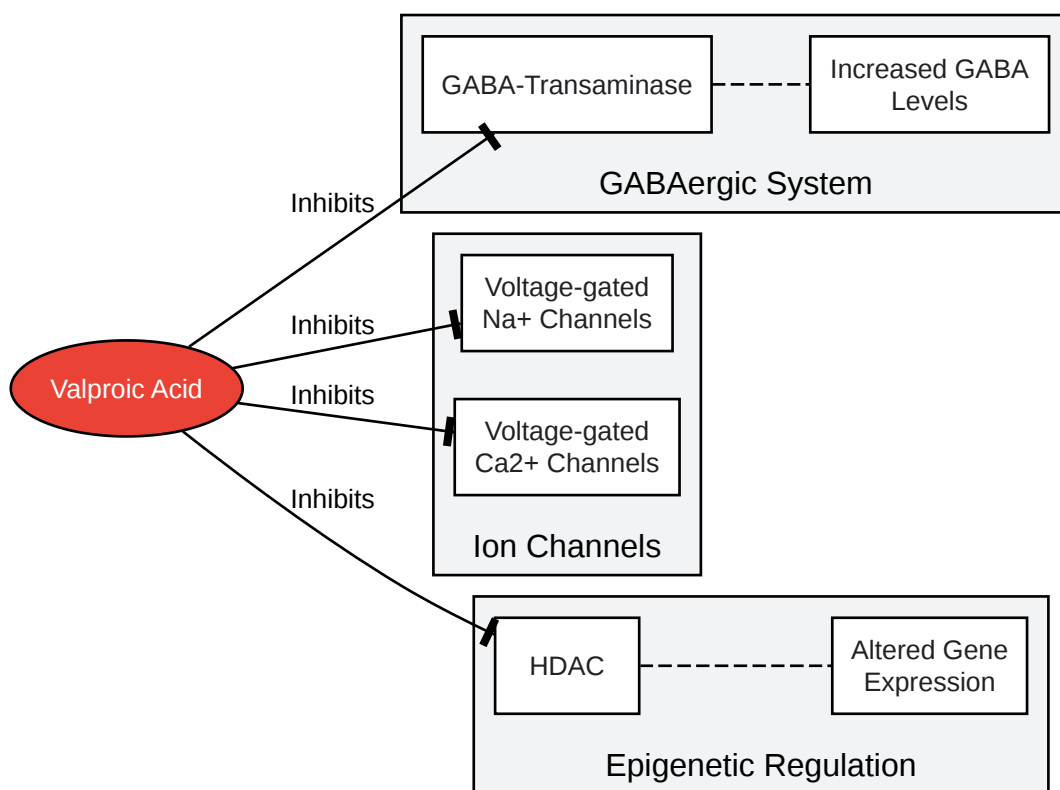 GABA-Transaminase
Increased GABA
Levels
GABAergic System
Inhibits
Voltage-gated
Na+ Channels
Inhibits
Valproic Acid
Inhibits
Voltage-gated
Ca2+ Channels
Inhibits
Ion Channels
HDAC
Altered Gene
Expression
Epigenetic Regulation